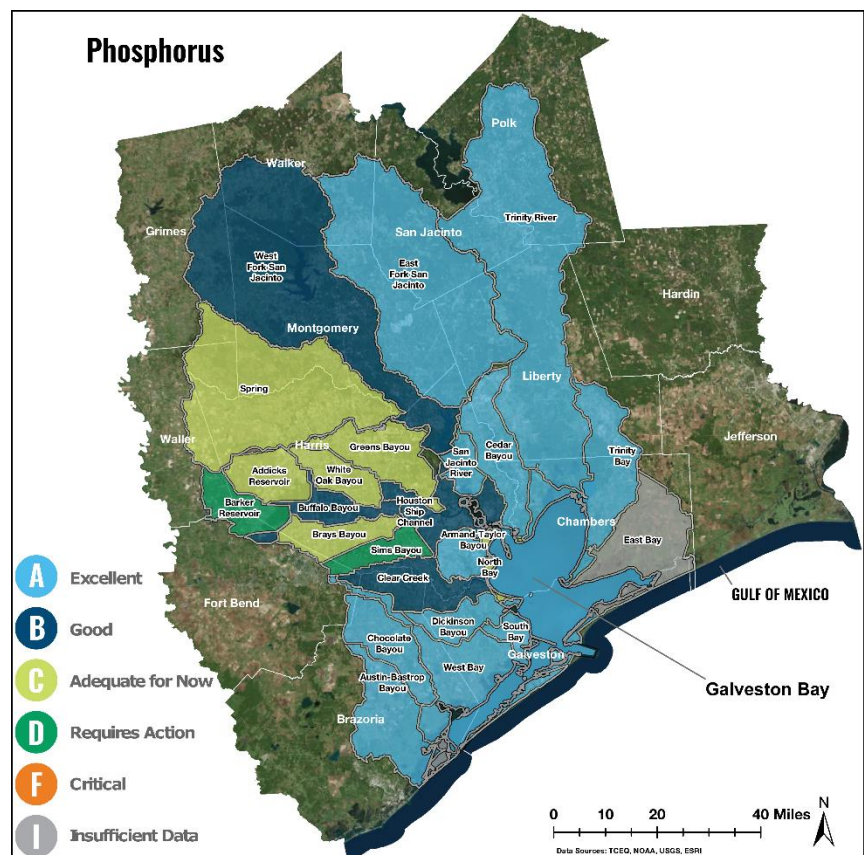 Phosphorus
Polk
Walker
Trinity River
Grimes
San Jacinto
West
Fork San
Jacinto
East
Fork San
Jacinto
Hardin
Montgomery
Liberty
Spring
Waller
Harris
Greens Bayou
Cedar
Bayou
San
Jacinto
River
Trinity
Bay
Jefferson
Addicks
Reservoir
White
Oak Bayou
Barker
Reservoir
Buffalo Bayou
Houston
Ship
Channel
Chambers
Brays Bayou
Armand Taylor
Bayou
East Bay
Sims Bayou
North
Bay
Clear Creek
GULF OF MEXICO
Fort Bend
Dickinson
Bayou
South
Bay
Chocolate
Bayou
Galveston
West Bay
Austin-Bastrop
Bayou
Galveston Bay
Brazoria
A Excellent
B Good
C Adequate for Now
D Requires Action
F Critical
I Insufficient Data
0 10 20 40 Miles
N
Data Sources: TCEQ, NOAA, USGS, ESRI